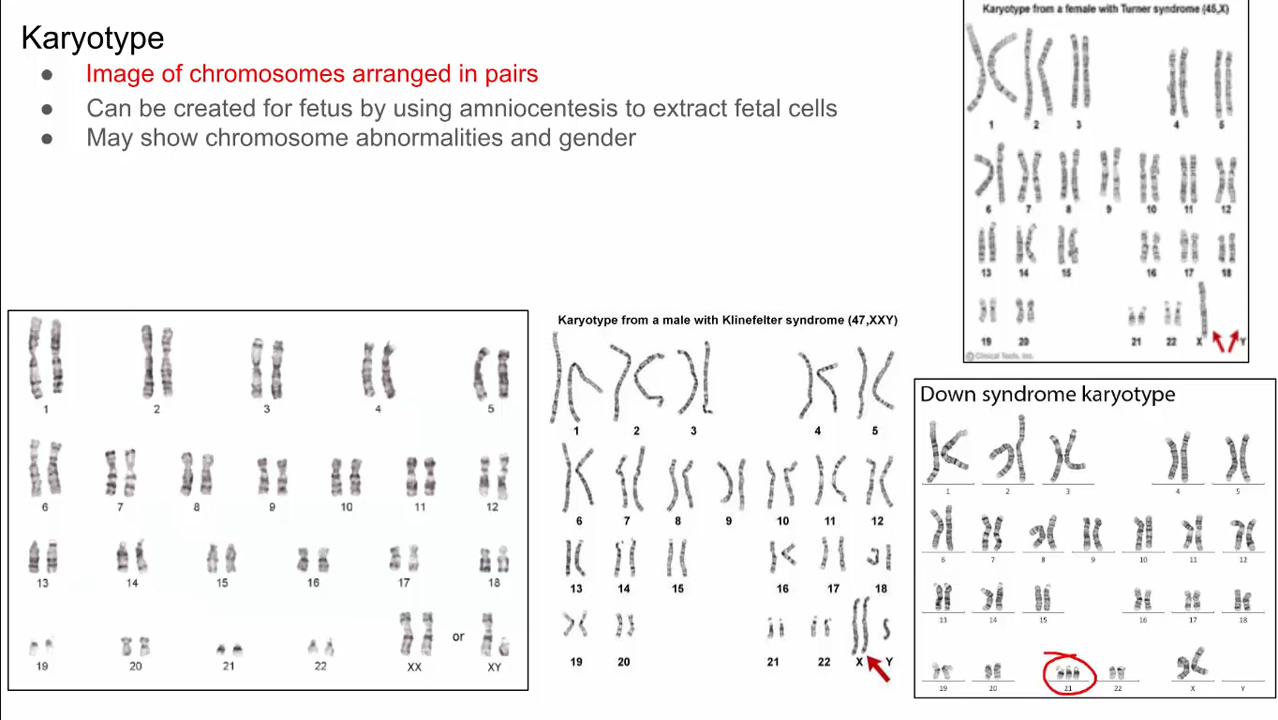 Karyotype
● Image of chromosomes arranged in pairs
● Can be created for fetus by using amniocentesis to extract fetal cells
● May show chromosome abnormalities and gender
Karyotype from a female with Turner syndrome (45,X)
1 2 3 4 5
6 7 8 9 10 11 12
13 14 15 16 17 18
19 20 21 22 X Y
© Clinical Tools, Inc.
1 2 3 4 5
6 7 8 9 10 11 12
13 14 15 16 17 18
19 20 21 22 XX or XY
Karyotype from a male with Klinefelter syndrome (47,XXY)
1 2 3 4 5
6 7 8 9 10 11 12
13 14 15 16 17 18
19 20 21 22 X Y
Down syndrome karyotype
1 2 3 4 5
6 7 8 9 10 11 12
13 14 15 16 17 18
19 20 21 22 X Y